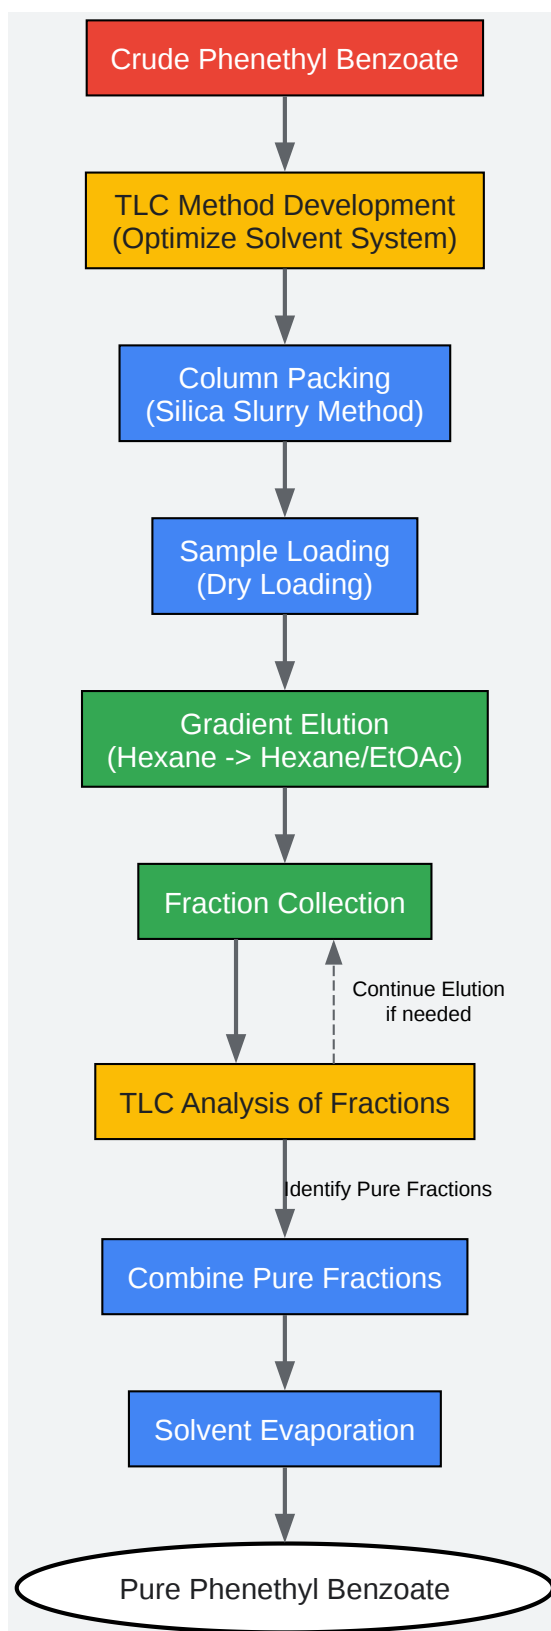 Crude Phenethyl Benzoate
TLC Method Development
(Optimize Solvent System)
Column Packing
(Silica Slurry Method)
Sample Loading
(Dry Loading)
Gradient Elution
(Hexane -> Hexane/EtOAc)
Fraction Collection
Continue Elution
if needed
TLC Analysis of Fractions
Identify Pure Fractions
Combine Pure Fractions
Solvent Evaporation
Pure Phenethyl Benzoate